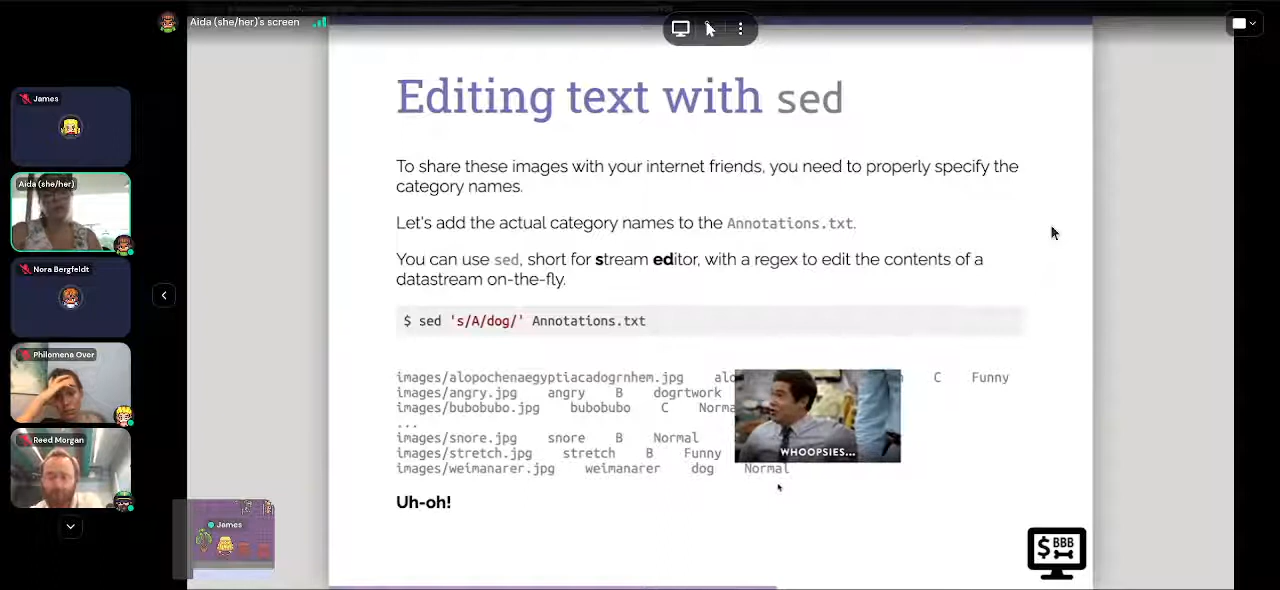 Aida (she/her)'s screen
James
Aida (she/her)
Nora Bergfeldt
Philomena Over
Reed Morgan
James
Editing text with sed
To share these images with your internet friends, you need to properly specify the
category names.
Let's add the actual category names to the Annotations.txt.
You can use sed, short for stream editor, with a regex to edit the contents of a
datastream on-the-fly.
$ sed 's/A/dog/' Annotations.txt
images/alopochenaegyptiacadogrnhem.jpg C Funny
images/angry.jpg angry B dogrtwork
images/bubobubo.jpg bubobubo C
...
images/snore.jpg snore B Normal
images/stretch.jpg stretch B Funny
images/weimanarer.jpg weimanarer dog Normal
WHOOPSIES...
Uh-oh!
$ BBB